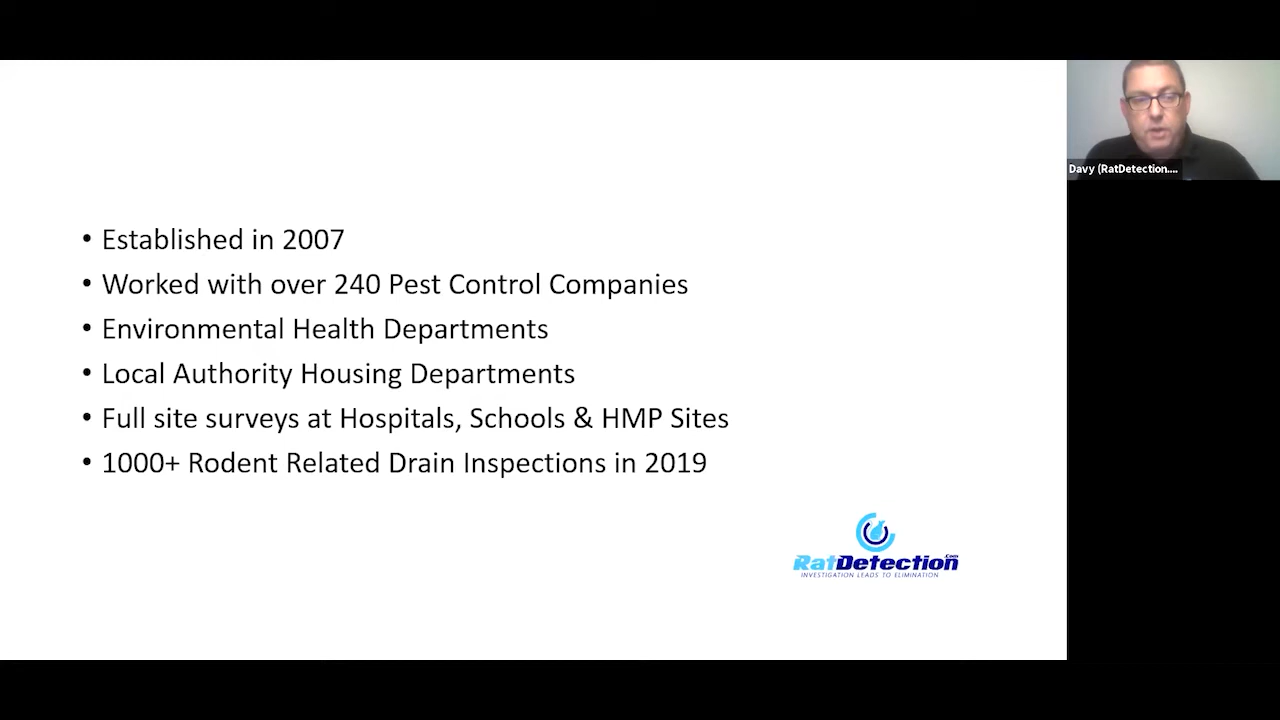 Davy (RatDetection....
• Established in 2007
• Worked with over 240 Pest Control Companies
• Environmental Health Departments
• Local Authority Housing Departments
• Full site surveys at Hospitals, Schools & HMP Sites
• 1000+ Rodent Related Drain Inspections in 2019
RatDetection.com
INVESTIGATION LEADS TO ELIMINATION